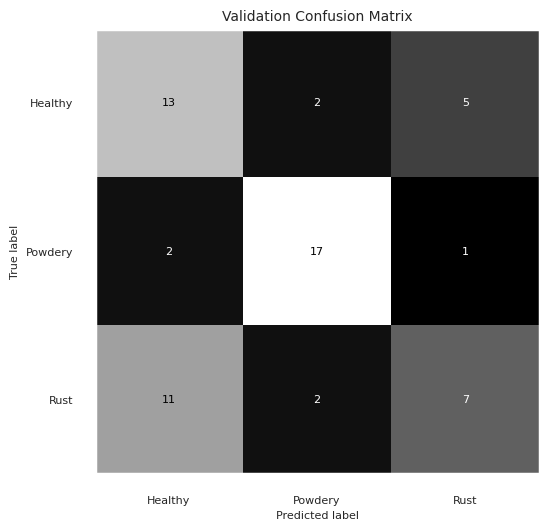 Validation Confusion Matrix
Healthy 13 2 5
True label
Powdery 2 17 1
Rust 11 2 7
Healthy Powdery Rust
Predicted label